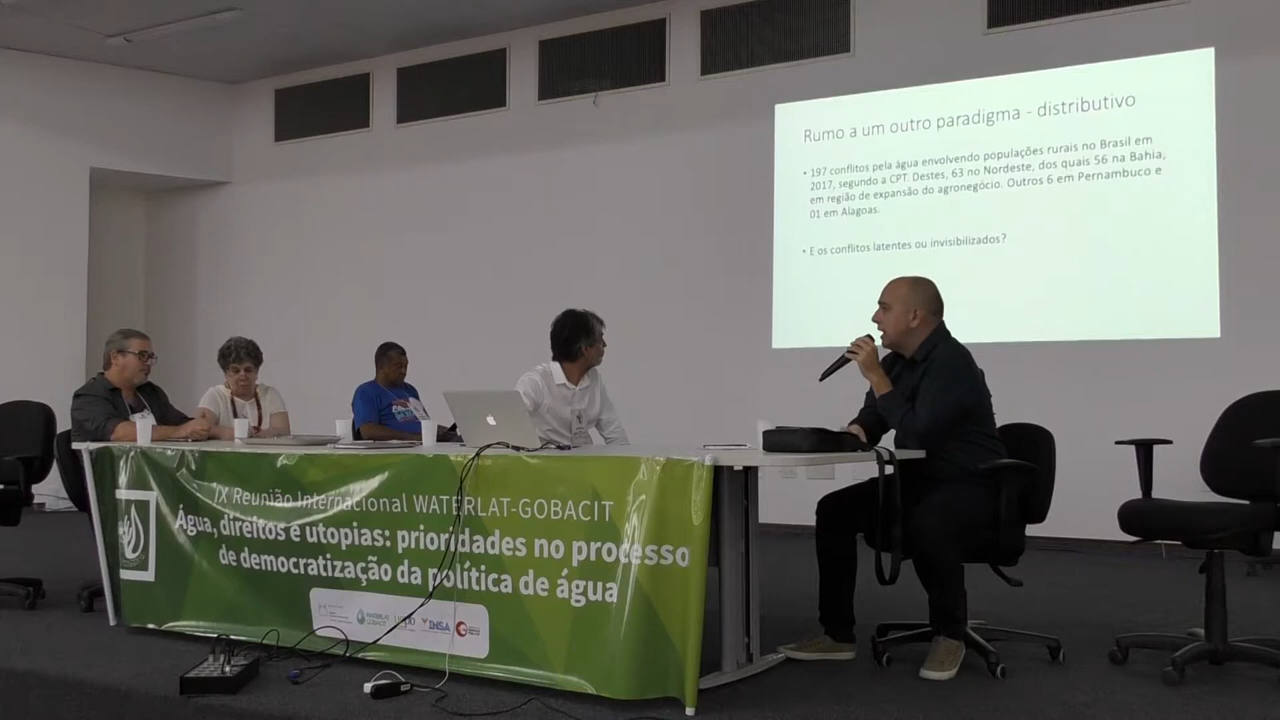 Rumo a um outro paradigma - distributivo
• 197 conflitos pela água envolvendo populações rurais no Brasil em
2017, segundo a CPT. Destes, 63 no Nordeste, dos quais 56 na Bahia,
em região de expansão do agronegócio. Outros 6 em Pernambuco e
01 em Alagoas.
• E os conflitos latentes ou invisibilizados?
IX Reunião Internacional WATERLAT-GOBACIT
Água, direitos e utopias: prioridades no processo
de democratização da política de água
WATERLAT
GOBACIT
INSA